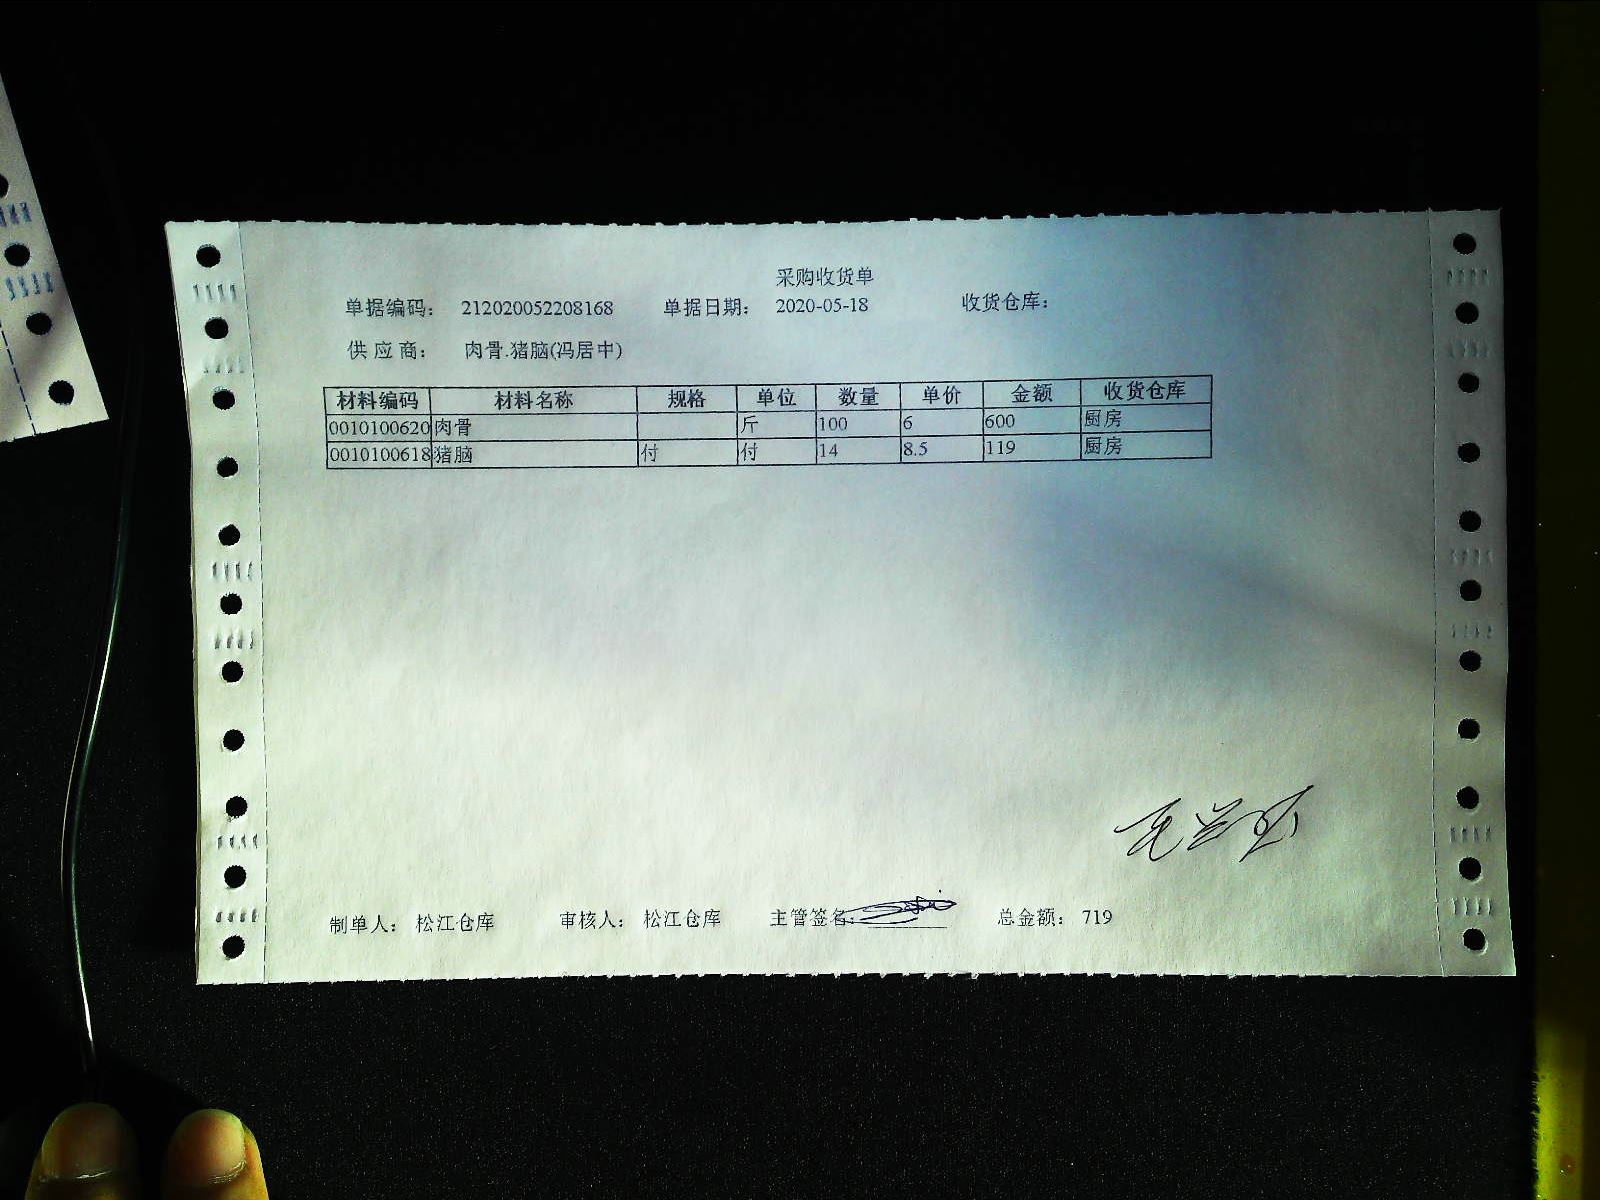 采购收货单
单据编码： 212020052208168 单据日期： 2020-05-18 收货仓库：
供 应 商： 肉骨.猪脑(冯居中)
材料编码 材料名称 规格 单位 数量 单价 金额 收货仓库
0010100620 肉骨 斤 100 6 600 厨房
0010100618 猪脑 付 付 14 8.5 119 厨房
制单人： 松江仓库 审核人： 松江仓库 主管签名: 总金额： 719